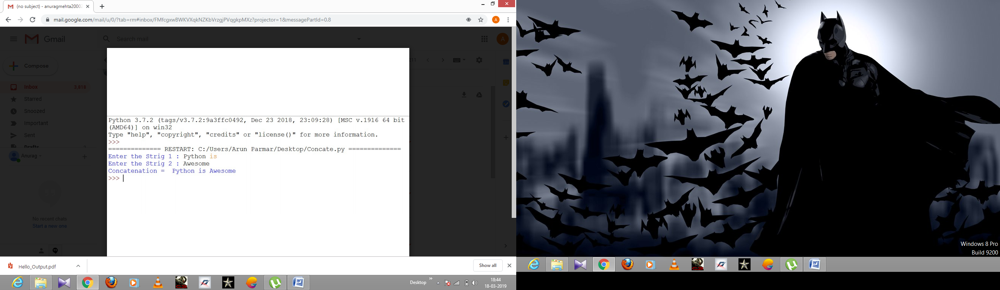 (no subject) - anuragmehta20002
mail.google.com/mail/u/0/?tab=rm#inbox/FMfcgxwBWKVXqkNZKbVrzgjPVqgkpMXz?projector=1&messagePartId=0.8
A
Gmail
Search mail
A
Compose
Inbox 3,818
Starred
Snoozed
Important
Sent
Drafts
Anurag
No recent chats
Start a new one
Python 3.7.2 (tags/v3.7.2:9a3ffc0492, Dec 23 2018, 23:09:28) [MSC v.1916 64 bit
(AMD64)] on win32
Type "help", "copyright", "credits" or "license()" for more information.
>>>
============== RESTART: C:/Users/Arun Parmar/Desktop/Concate.py ==============
Enter the Strig 1 : Python is
Enter the Strig 2 : Awesome
Concatenation =  Python is Awesome
>>>
Hello_Output.pdf
Show all
Desktop
18:44
18-03-2019
Windows 8 Pro
Build 9200